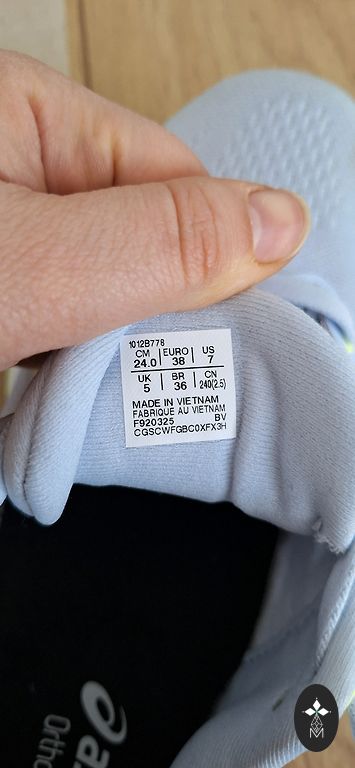 1012B778
CM EURO US
24.0 38 7
UK BR CN
5 36 240(2.5)
MADE IN VIETNAM
FABRIQUE AU VIETNAM
F920325 BV
CGSCWFGBC0XFX3H
M